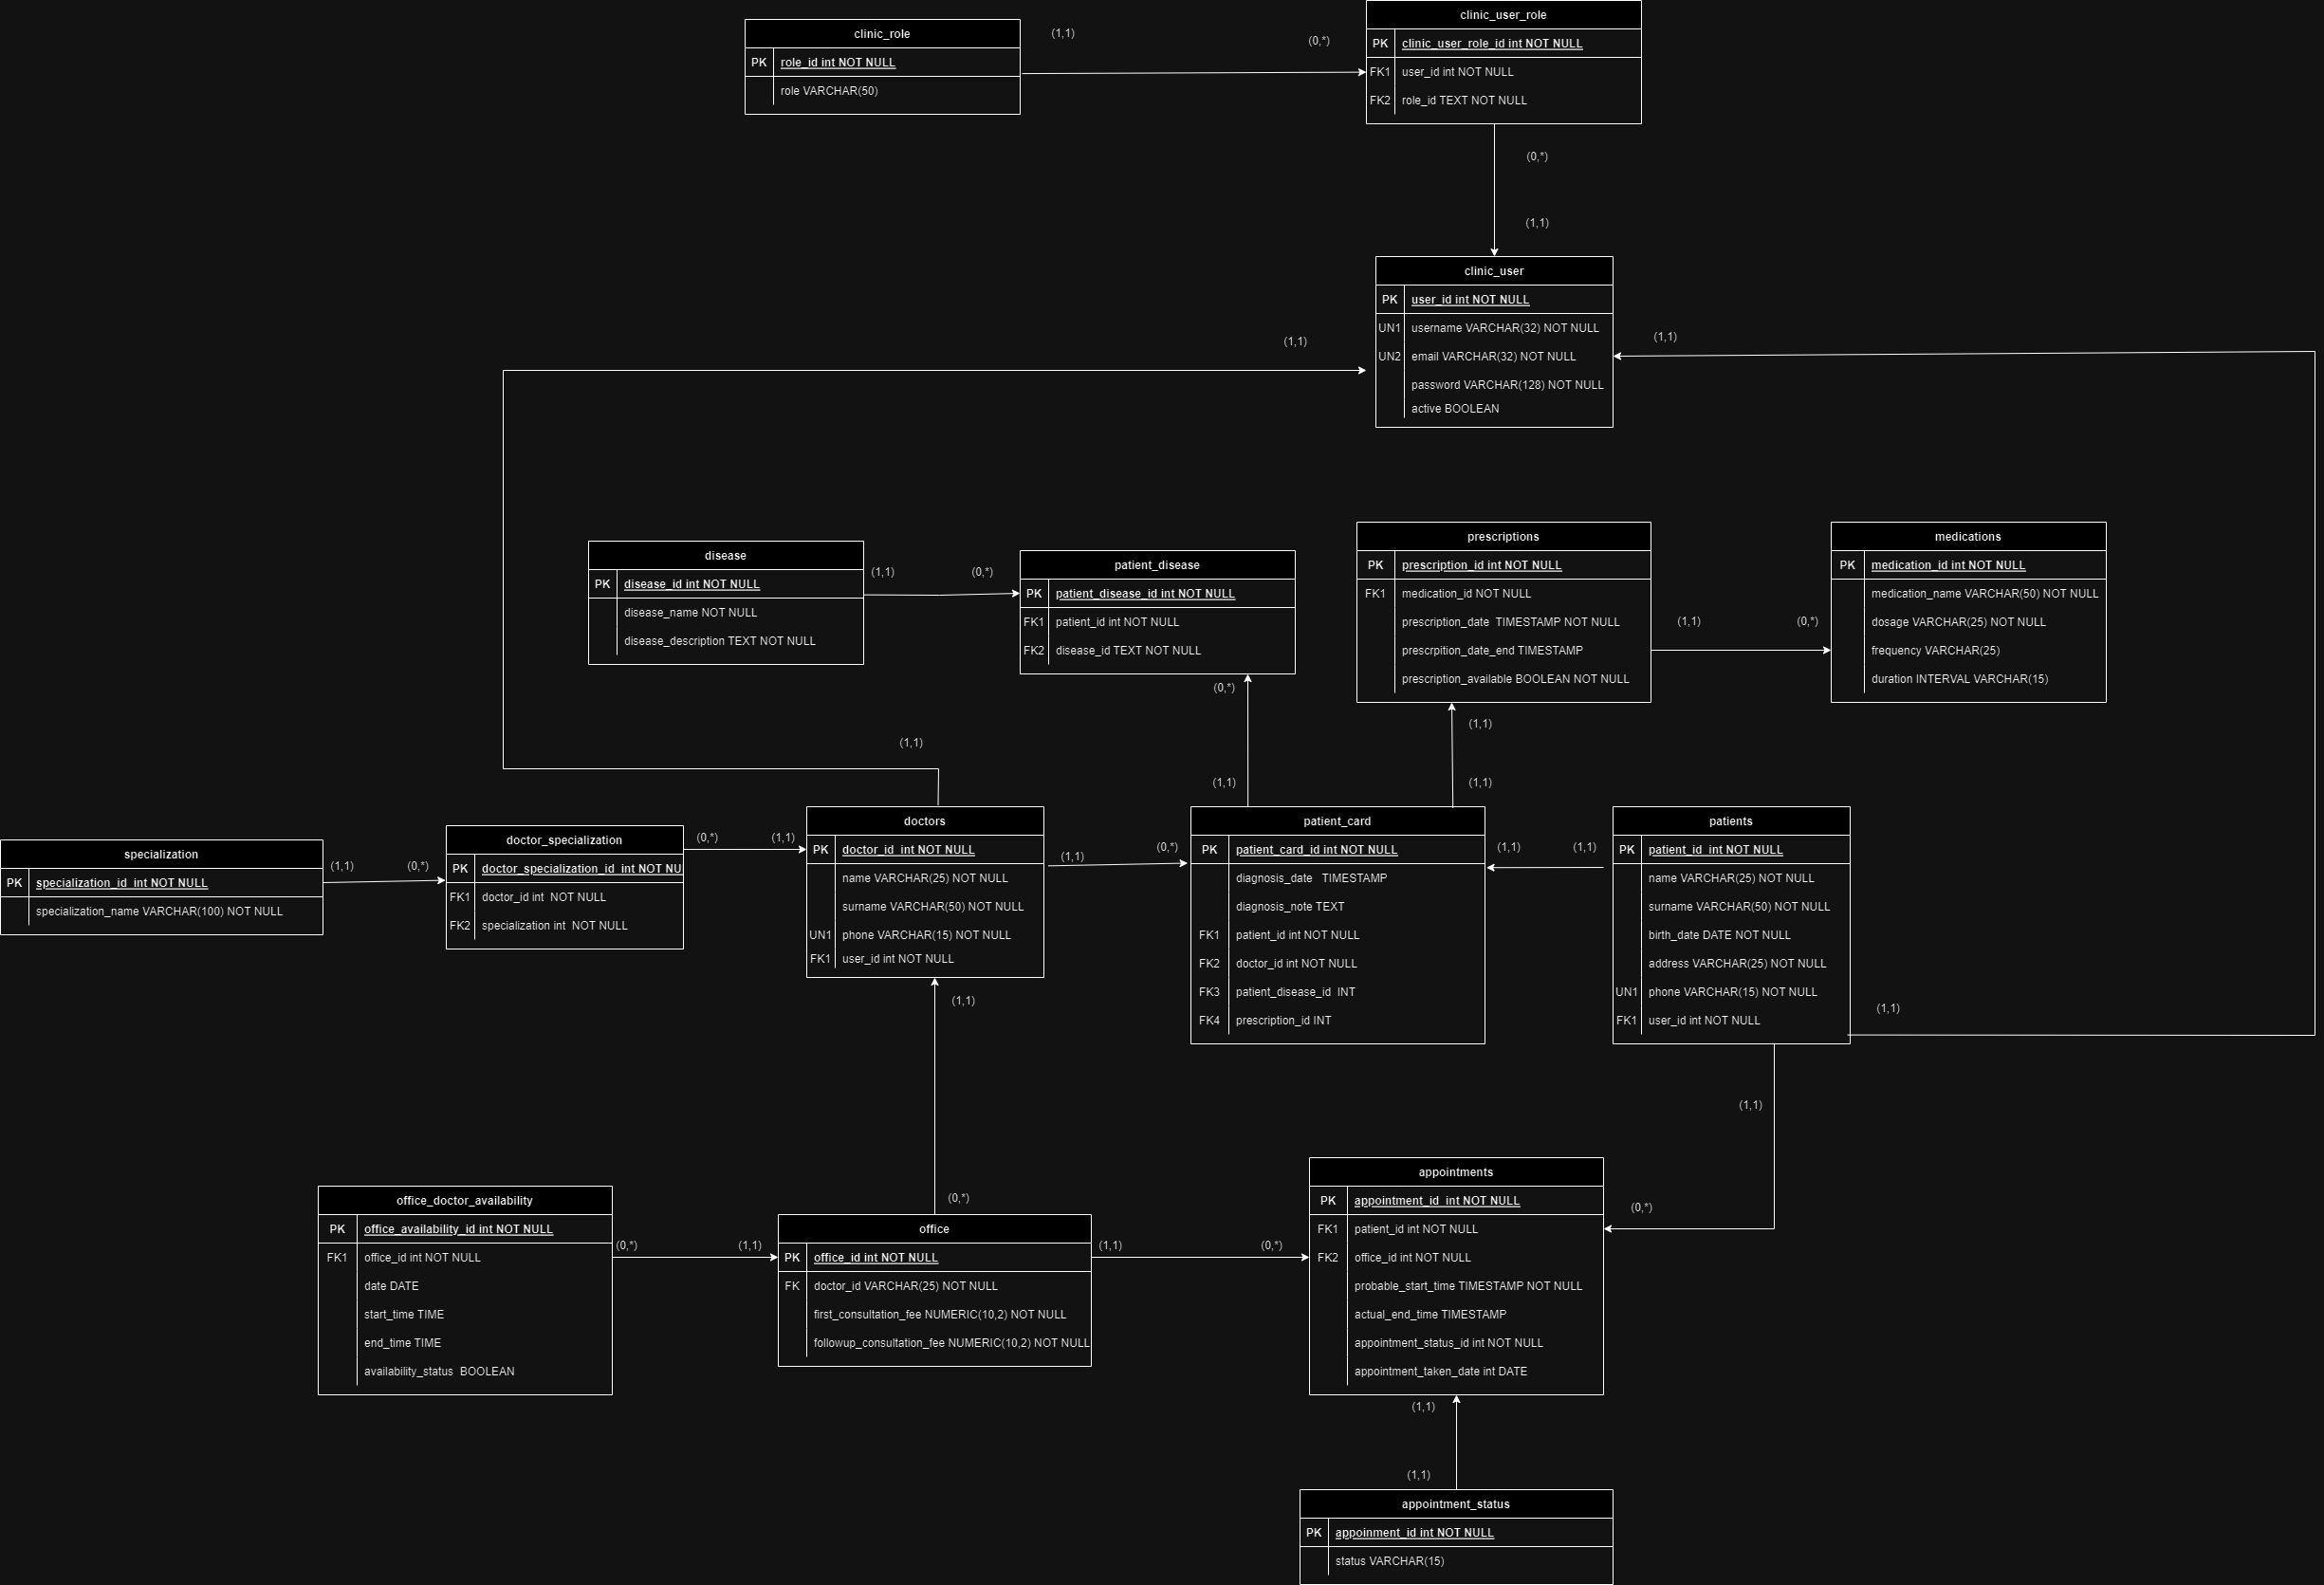 clinic_role
PK role_id int NOT NULL
role VARCHAR(50)
(1,1)
(0,*)
clinic_user_role
PK clinic_user_role_id int NOT NULL
FK1 user_id int NOT NULL
FK2 role_id TEXT NOT NULL
(0,*)
(1,1)
clinic_user
PK user_id int NOT NULL
UN1 username VARCHAR(32) NOT NULL
UN2 email VARCHAR(32) NOT NULL
password VARCHAR(128) NOT NULL
active BOOLEAN
(1,1)
(1,1)
disease
PK disease_id int NOT NULL
disease_name NOT NULL
disease_description TEXT NOT NULL
(1,1)
(0,*)
patient_disease
PK patient_disease_id int NOT NULL
FK1 patient_id int NOT NULL
FK2 disease_id TEXT NOT NULL
(0,*)
(1,1)
prescriptions
PK prescription_id int NOT NULL
FK1 medication_id NOT NULL
prescription_date  TIMESTAMP NOT NULL
prescrpition_date_end TIMESTAMP
prescription_available BOOLEAN NOT NULL
(1,1)
(0,*)
medications
PK medication_id int NOT NULL
medication_name VARCHAR(50) NOT NULL
dosage VARCHAR(25) NOT NULL
frequency VARCHAR(25)
duration INTERVAL VARCHAR(15)
(1,1)
(1,1)
(1,1)
specialization
PK specialization_id  int NOT NULL
specialization_name VARCHAR(100) NOT NULL
(1,1)
(0,*)
doctor_specialization
PK doctor_specialization_id  int NOT NU
FK1 doctor_id int  NOT NULL
FK2 specialization int  NOT NULL
(0,*)
(1,1)
doctors
PK doctor_id  int NOT NULL
name VARCHAR(25) NOT NULL
surname VARCHAR(50) NOT NULL
UN1 phone VARCHAR(15) NOT NULL
FK1 user_id int NOT NULL
(1,1)
(0,*)
patient_card
PK patient_card_id int NOT NULL
diagnosis_date   TIMESTAMP
diagnosis_note TEXT
FK1 patient_id int NOT NULL
FK2 doctor_id int NOT NULL
FK3 patient_disease_id  INT
FK4 prescription_id INT
(1,1)
(1,1)
patients
PK patient_id  int NOT NULL
name VARCHAR(25) NOT NULL
surname VARCHAR(50) NOT NULL
birth_date DATE NOT NULL
address VARCHAR(25) NOT NULL
UN1 phone VARCHAR(15) NOT NULL
FK1 user_id int NOT NULL
(1,1)
(1,1)
(1,1)
(0,*)
(0,*)
office_doctor_availability
PK office_availability_id int NOT NULL
FK1 office_id int NOT NULL
date DATE
start_time TIME
end_time TIME
availability_status  BOOLEAN
(0,*)
(1,1)
office
PK office_id int NOT NULL
FK doctor_id VARCHAR(25) NOT NULL
first_consultation_fee NUMERIC(10,2) NOT NULL
followup_consultation_fee NUMERIC(10,2) NOT NULL
(1,1)
(0,*)
appointments
PK appointment_id  int NOT NULL
FK1 patient_id int NOT NULL
FK2 office_id int NOT NULL
probable_start_time TIMESTAMP NOT NULL
actual_end_time TIMESTAMP
appointment_status_id int NOT NULL
appointment_taken_date int DATE
(1,1)
(1,1)
appointment_status
PK appoinment_id int NOT NULL
status VARCHAR(15)